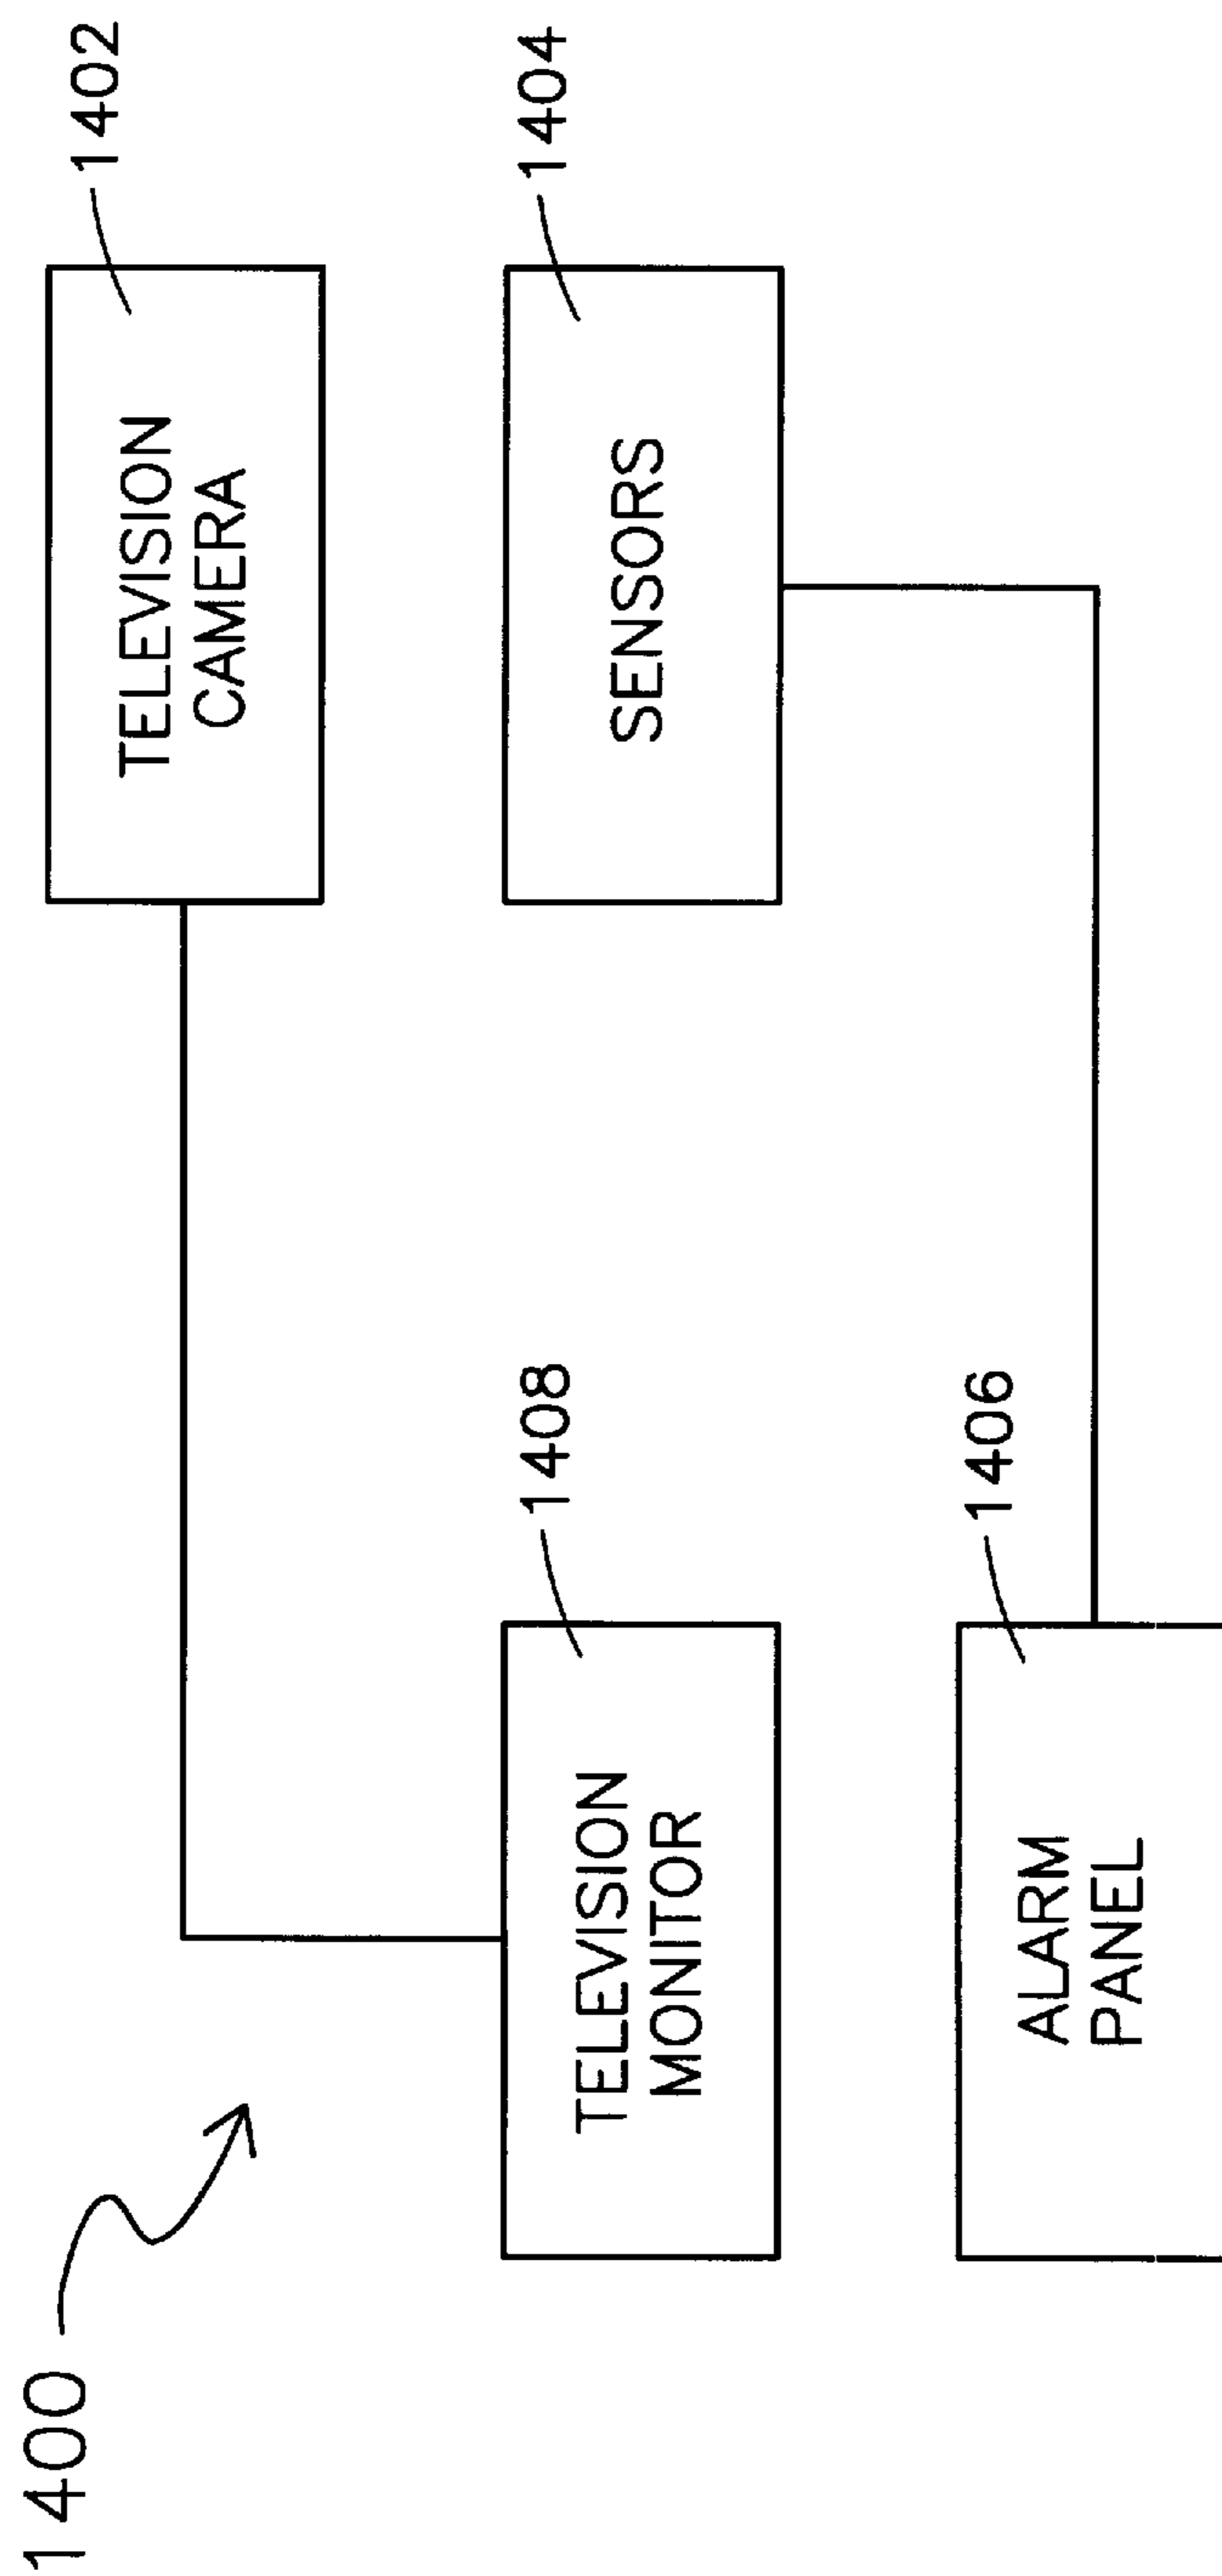 1400
1402
TELEVISION
CAMERA
1408
1404
TELEVISION
MONITOR
SENSORS
1406
ALARM
PANEL